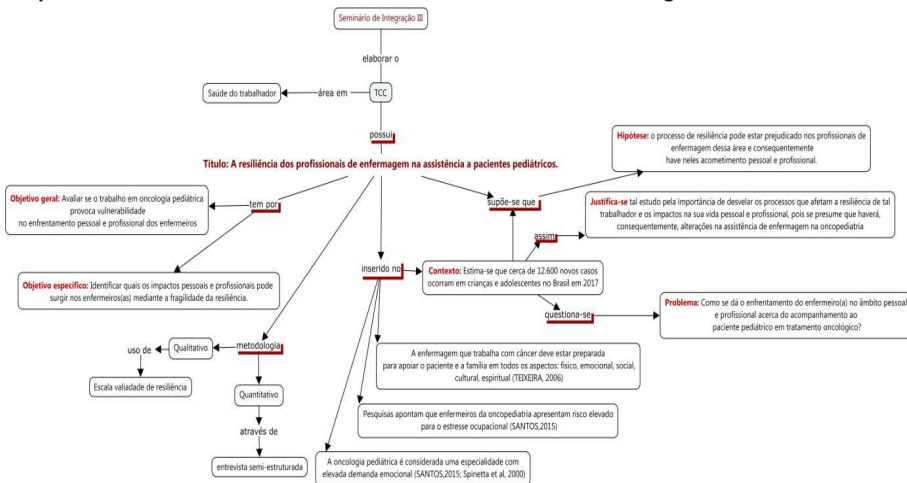 Seminário de Integração III
elaborar o
Saúde do trabalhador
área em
TCC
possui
Título: A resiliência dos profissionais de enfermagem na assistência a pacientes pediátricos.
Hipótese: o processo de resiliência pode estar prejudicado nos profissionais de
enfermagem dessa área e consequentemente
have neles acometimento pessoal e profissional.
Objetivo geral: Avaliar se o trabalho em oncologia pediátrica
provoca vulnerabilidade
no enfrentamento pessoal e profissional dos enfermeiros
tem por
supõe-se que
Justifica-se tal estudo pela importância de desvelar os processos que afetam a resiliência de tal
trabalhador e os impactos na sua vida pessoal e profissional, pois se presume que haverá,
consequentemente, alterações na assistência de enfermagem na oncopediatria
assim
inserido no
Contexto: Estima-se que cerca de 12.600 novos casos
ocorram em crianças e adolescentes no Brasil em 2017
Objetivo específico: Identificar quais os impactos pessoais e profissionais pode
surgir nos enfermeiros(as) mediante a fragilidade da resiliência.
questiona-se
Problema: Como se dá o enfrentamento do enfermeiro(a) no âmbito pessoal
e profissional acerca do acompanhamento ao
paciente pediátrico em tratamento oncológico?
uso de
Qualitativo
metodologia
A enfermagem que trabalha com câncer deve estar preparada
para apoiar o paciente e a família em todos os aspectos: físico, emocional, social,
cultural, espiritual (TEIXEIRA, 2006)
Escala valiadade de resiliência
Quantitativo
Pesquisas apontam que enfermeiros da oncopediatria apresentam risco elevado
para o estresse ocupacional (SANTOS,2015)
através de
entrevista semi-estruturada
A oncologia pediátrica é considerada uma especialidade com
elevada demanda emocional (SANTOS,2015; Spinetta et al, 2000)